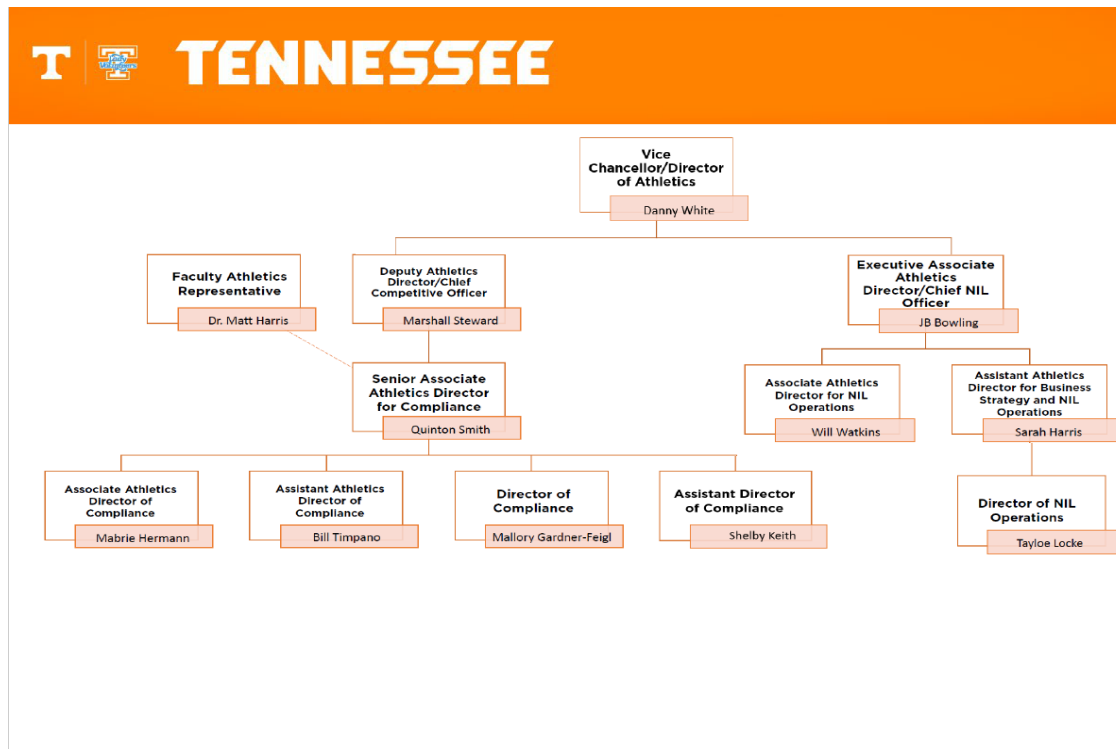 T
T
Lady
Volunteers
TENNESSEE
Vice
Chancellor/Director
of Athletics
Danny White
Faculty Athletics
Representative
Dr. Matt Harris
Deputy Athletics
Director/Chief
Competitive Officer
Marshall Steward
Executive Associate
Athletics
Director/Chief NIL
Officer
JB Bowling
Senior Associate
Athletics Director
for Compliance
Quinton Smith
Associate Athletics
Director for NIL
Operations
Will Watkins
Assistant Athletics
Director for Business
Strategy and NIL
Operations
Sarah Harris
Associate Athletics
Director of
Compliance
Mabrie Hermann
Assistant Athletics
Director of
Compliance
Bill Timpano
Director of
Compliance
Mallory Gardner-Feigl
Assistant Director
of Compliance
Shelby Keith
Director of NIL
Operations
Tayloe Locke